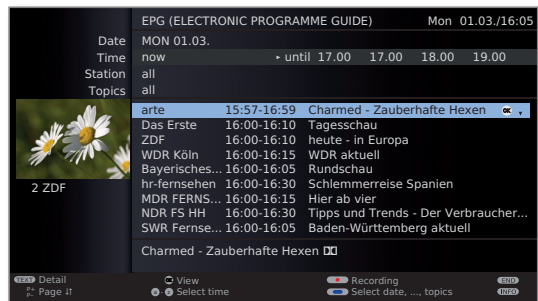 EPG (ELECTRONIC PROGRAMME GUIDE) Mon 01.03./16:05
Date MON 01.03.
Time now ▸ until 17.00 17.00 18.00 19.00
Station all
Topics all
arte 15:57-16:59 Charmed - Zauberhafte Hexen OK
Das Erste 16:00-16:10 Tagesschau
ZDF 16:00-16:10 heute - in Europa
WDR Köln 16:00-16:15 WDR aktuell
Bayerisches... 16:00-16:05 Rundschau
hr-fernsehen 16:00-16:30 Schlemmerreise Spanien
MDR FERNS... 16:00-16:15 Hier ab vier
NDR FS HH 16:00-16:30 Tipps und Trends - Der Verbraucher...
SWR Fernse... 16:00-16:05 Baden-Württemberg aktuell
2 ZDF
Charmed - Zauberhafte Hexen
TEXT Detail View Recording END
P+ P- Page ↓↑ 0-9 Select time Select date, ..., topics INFO